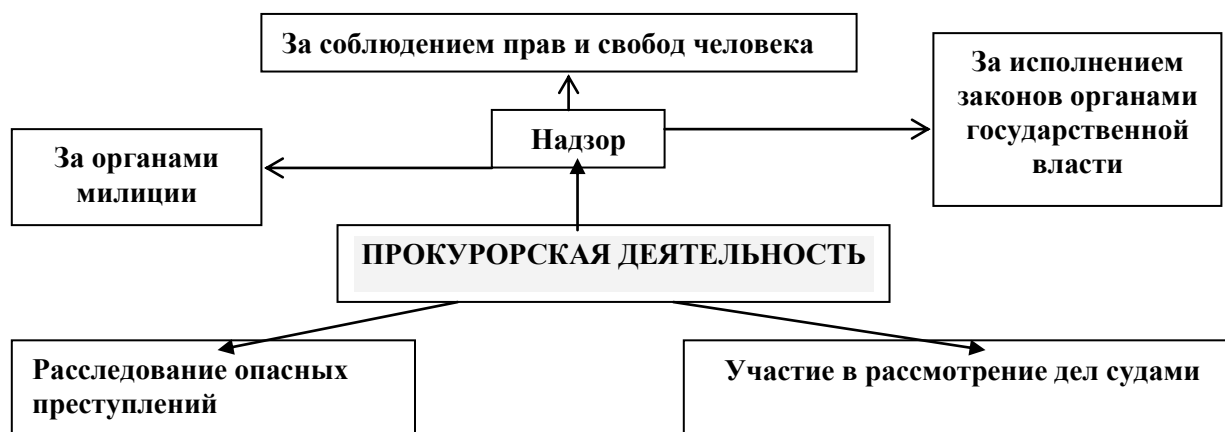 За соблюдением прав и свобод человека
За исполнением
законов органами
государственной
власти
Надзор
За органами
милиции
ПРОКУРОРСКАЯ ДЕЯТЕЛЬНОСТЬ
Расследование опасных
преступлений
Участие в рассмотрение дел судами